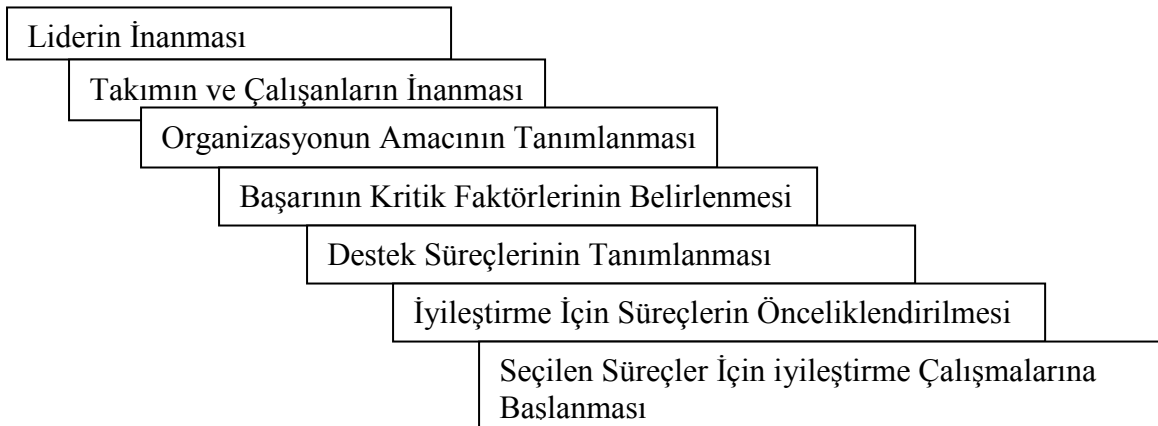 Liderin İnanması
Takımın ve Çalışanların İnanması
Organizasyonun Amacının Tanımlanması
Başarının Kritik Faktörlerinin Belirlenmesi
Destek Süreçlerinin Tanımlanması
İyileştirme İçin Süreçlerin Önceliklendirilmesi
Seçilen Süreçler İçin iyileştirme Çalışmalarına
Başlanması